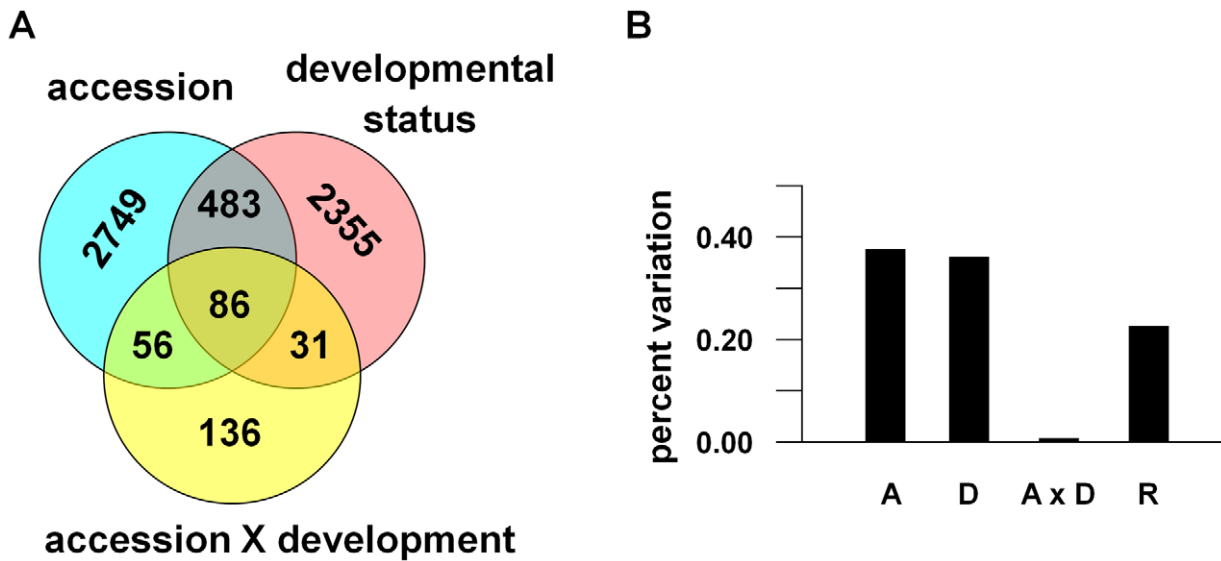 A
accession
developmental
status
2749
483
2355
86
56
31
136
accession X development
B
percent variation
0.40
0.20
0.00
A
D
A x D
R